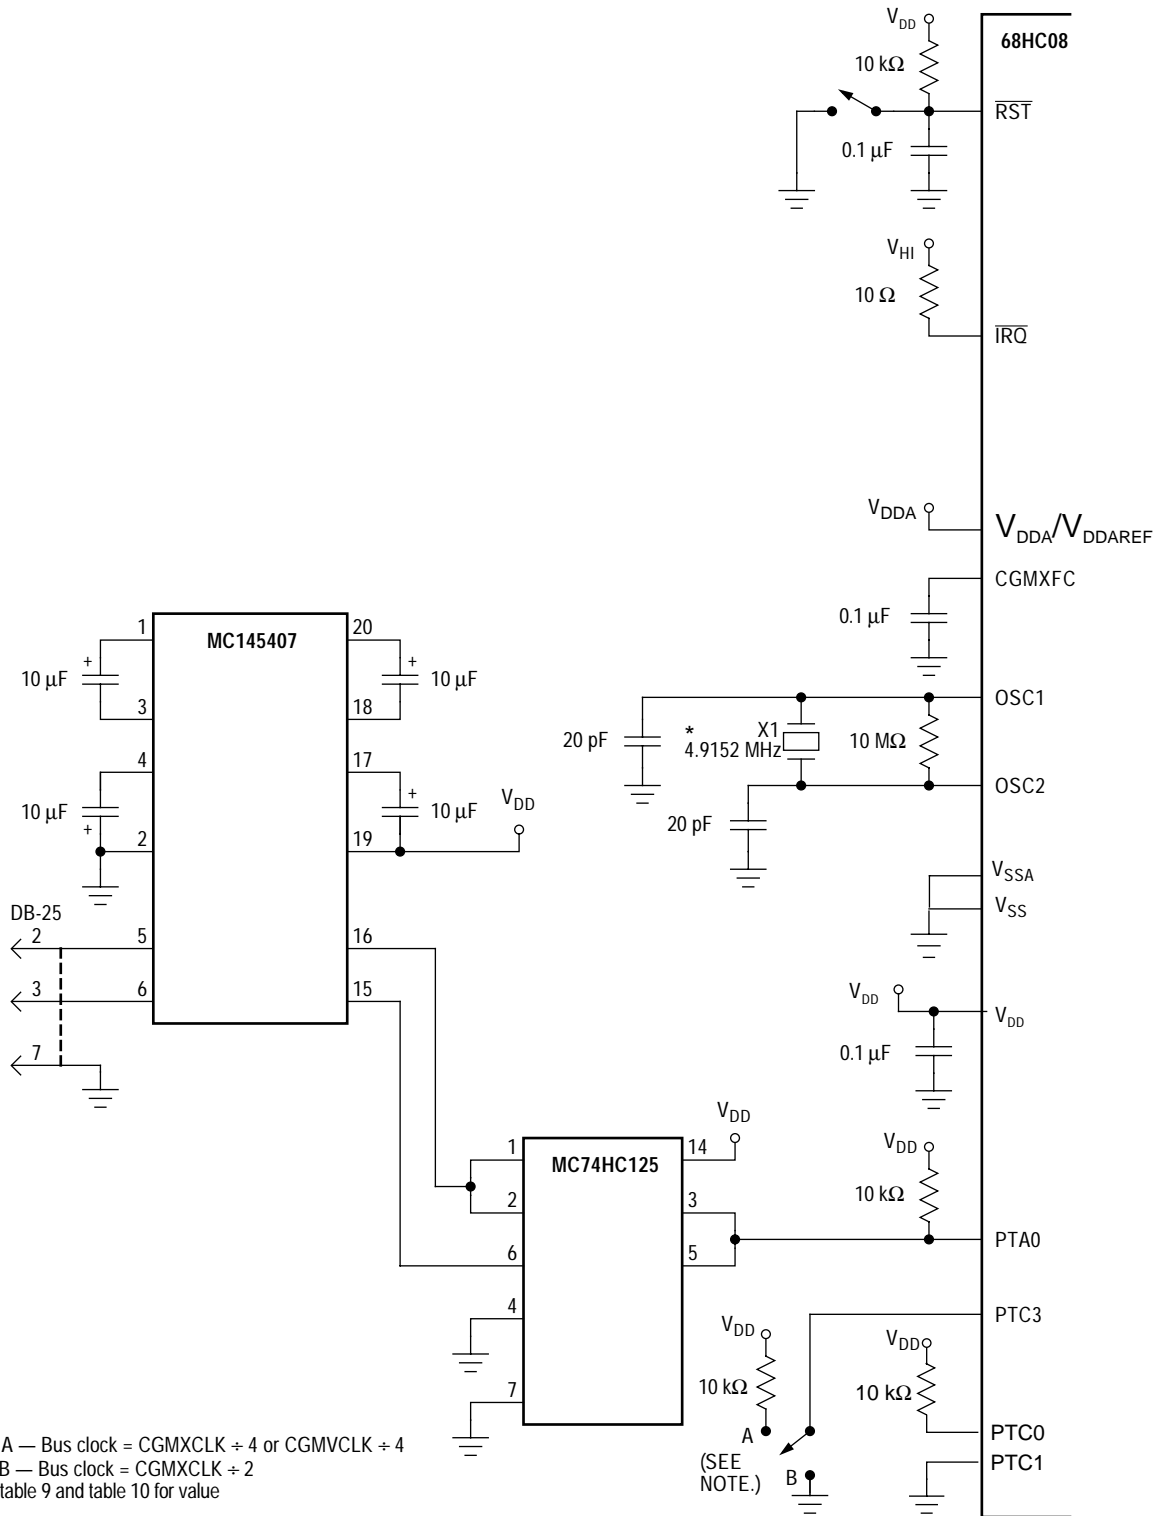 V_DD
68HC08
10 kΩ
RST
0.1 µF
V_HI
10 Ω
IRQ
V_DDA
V_DDA/V_DDAREF
CGMXFC
0.1 µF
1
MC145407
20
10 µF
+
+
10 µF
3
18
OSC1
20 pF
*
4.9152 MHz
X1
10 MΩ
4
17
OSC2
10 µF
+
+
10 µF
V_DD
20 pF
2
19
V_SSA
V_SS
DB-25
2
5
16
3
6
15
V_DD
V_DD
0.1 µF
7
V_DD
1
MC74HC125
14
V_DD
2
3
10 kΩ
6
5
PTA0
4
PTC3
V_DD
V_DD
7
10 kΩ
10 kΩ
A — Bus clock = CGMXCLK ÷ 4 or CGMVCLK ÷ 4
A
PTC0
B — Bus clock = CGMXCLK ÷ 2
(SEE
NOTE.)
B
PTC1
table 9 and table 10 for value